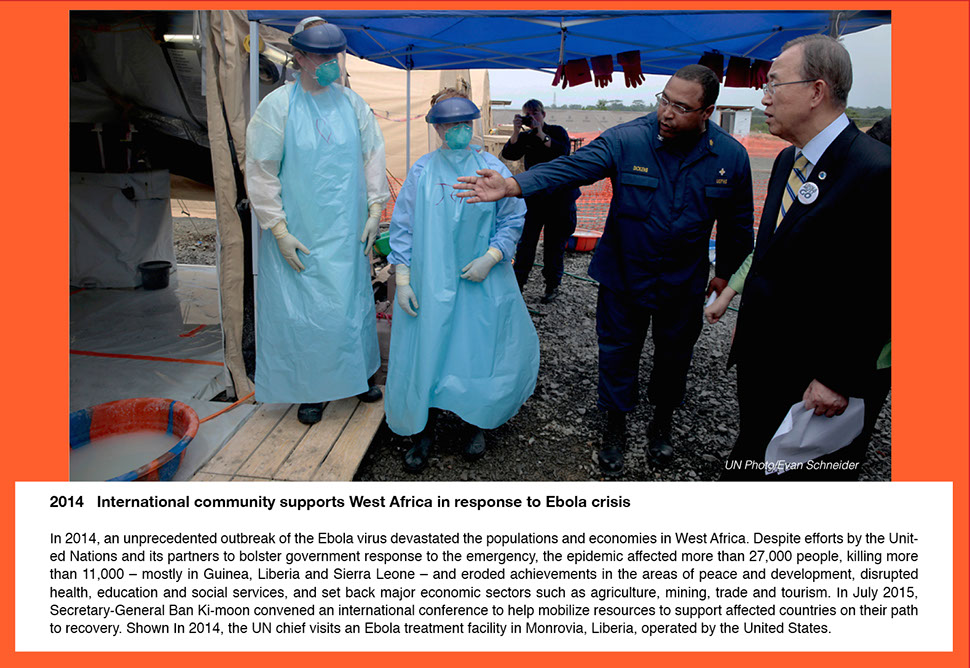 DICKENS
USPHS
UN Photo/Evan Schneider
2014 International community supports West Africa in response to Ebola crisis
In 2014, an unprecedented outbreak of the Ebola virus devastated the populations and economies in West Africa. Despite efforts by the Unit-
ed Nations and its partners to bolster government response to the emergency, the epidemic affected more than 27,000 people, killing more
than 11,000 – mostly in Guinea, Liberia and Sierra Leone – and eroded achievements in the areas of peace and development, disrupted
health, education and social services, and set back major economic sectors such as agriculture, mining, trade and tourism. In July 2015,
Secretary-General Ban Ki-moon convened an international conference to help mobilize resources to support affected countries on their path
to recovery. Shown In 2014, the UN chief visits an Ebola treatment facility in Monrovia, Liberia, operated by the United States.